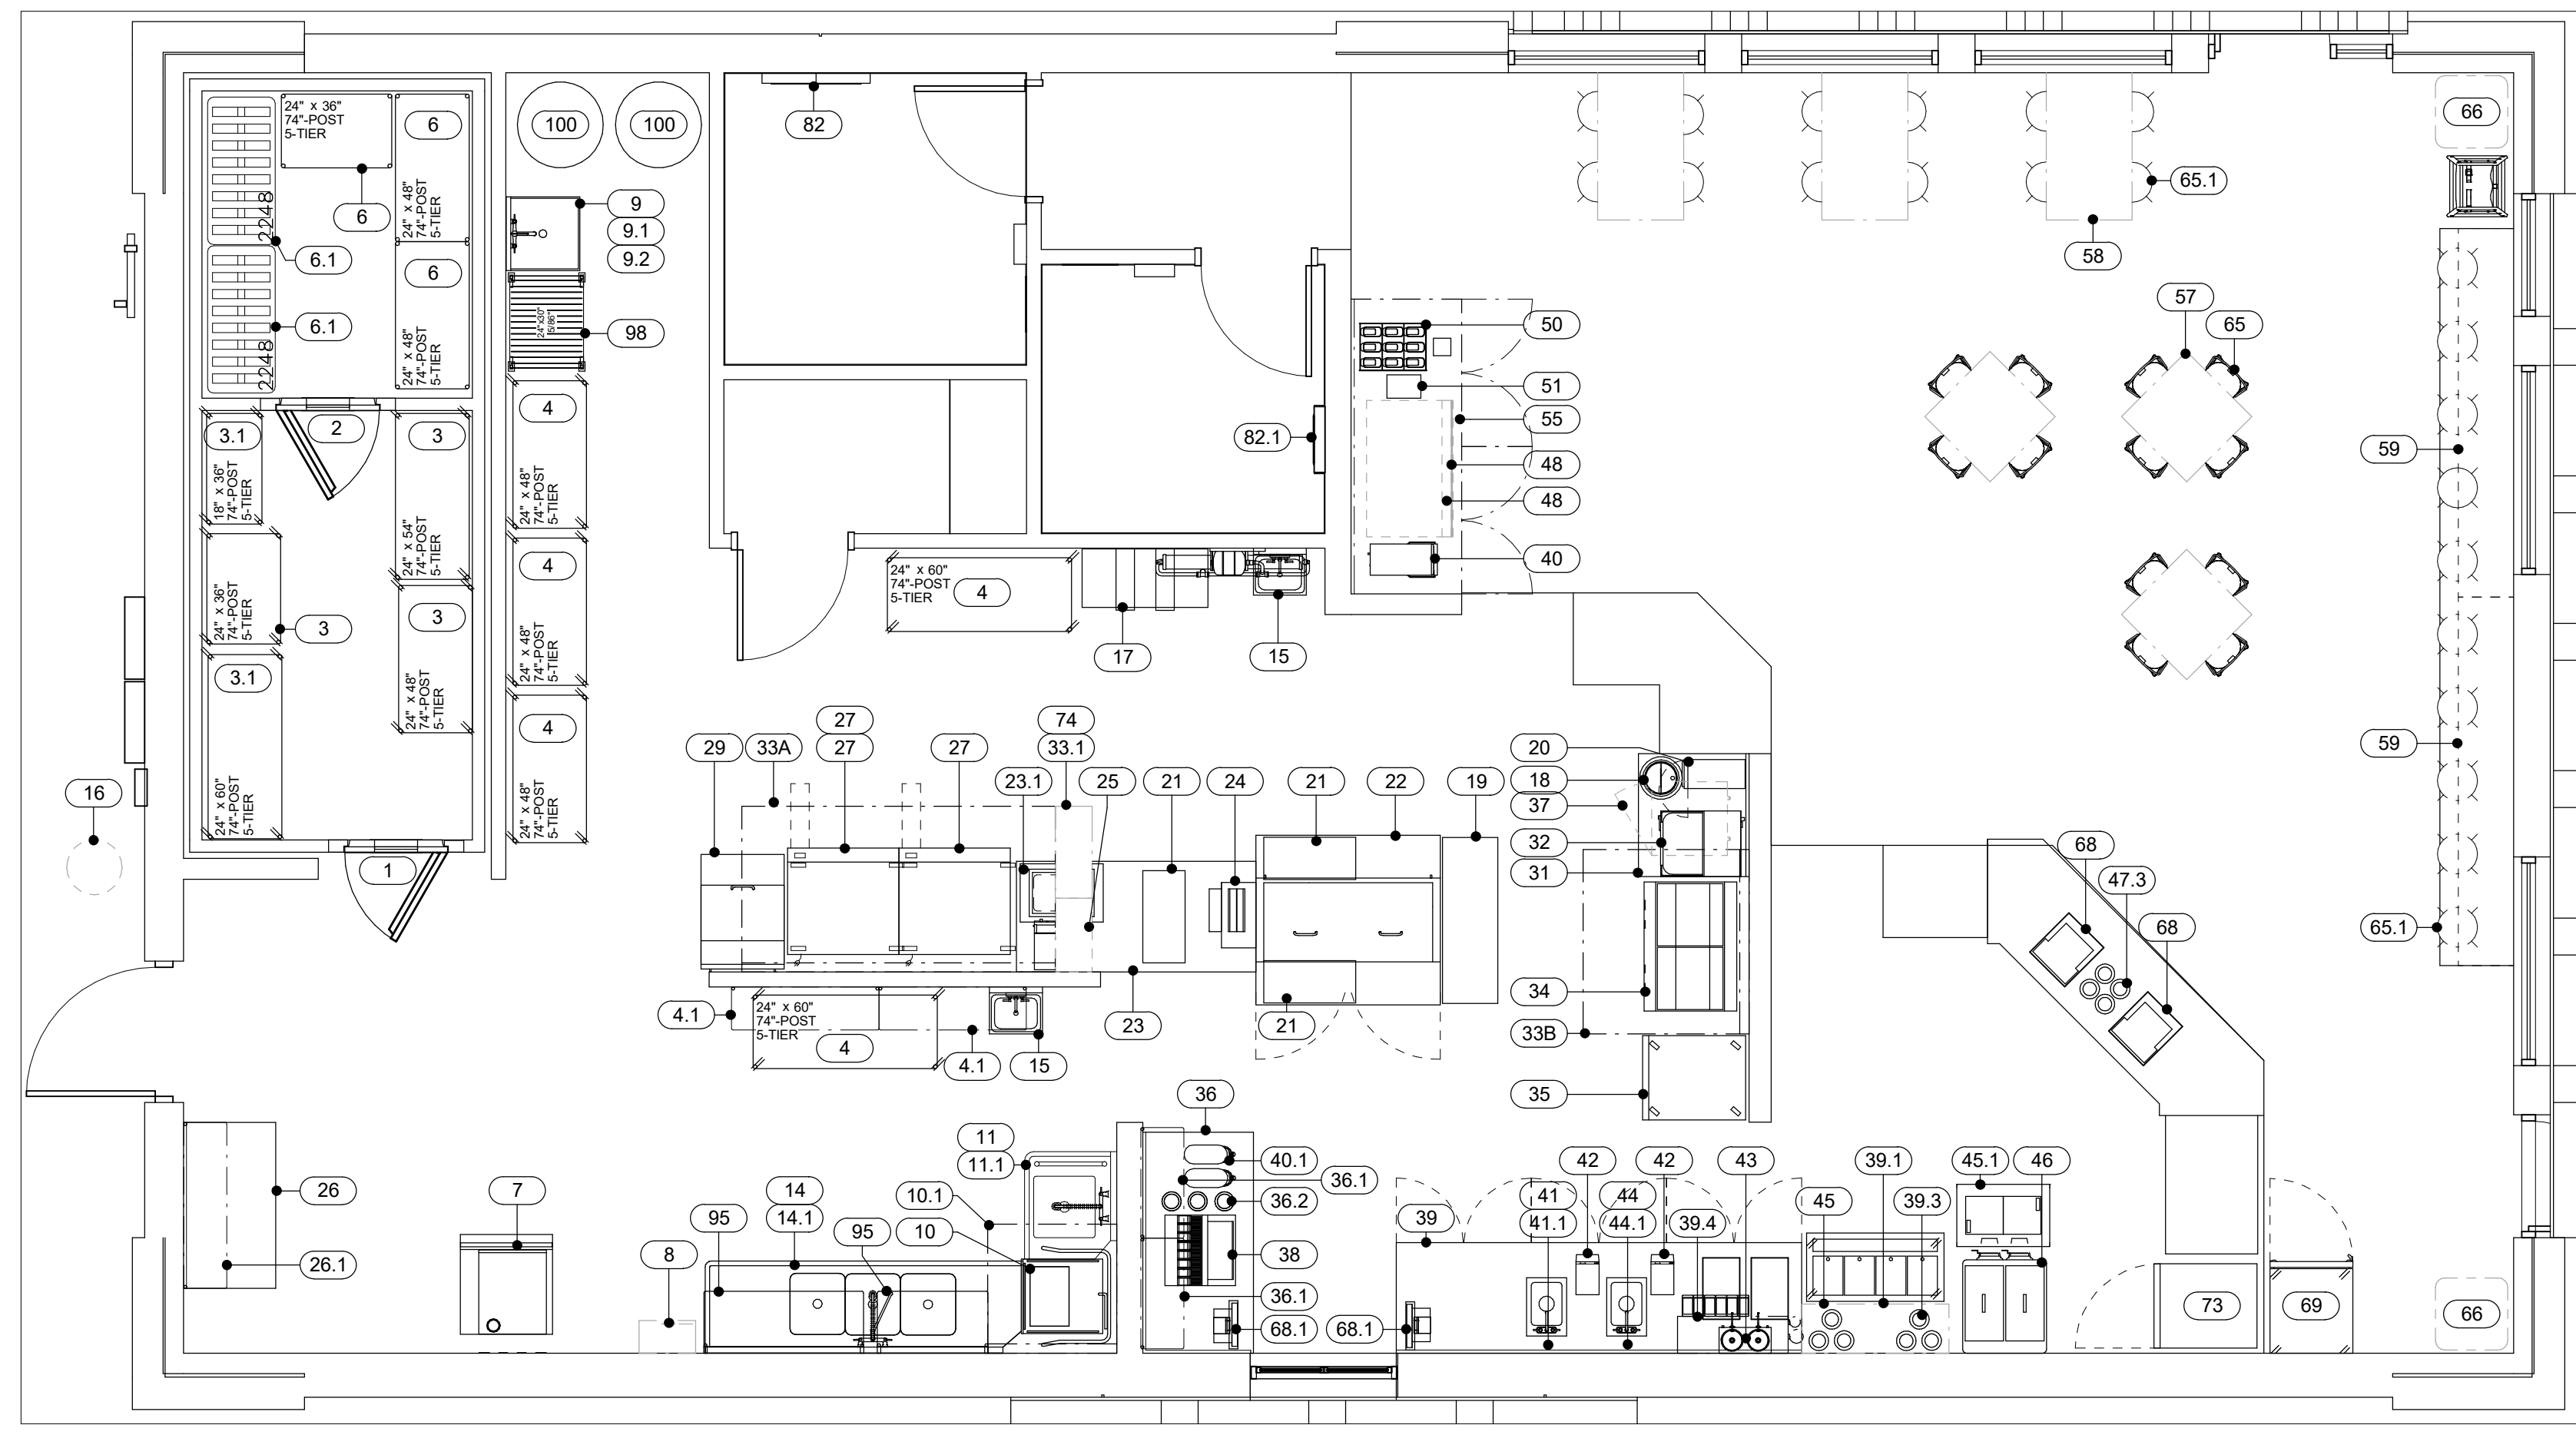 24" x 36"
74"-POST
5-TIER
6
6
24" x 48"
74"-POST
5-TIER
6
24" x 48"
74"-POST
5-TIER
6.1
6.1
2248
2248
100
100
9
9.1
9.2
24"x30"
5/86"
98
82
82.1
2
3.1
18" x 36"
74"-POST
5-TIER
3
24" x 54"
74"-POST
5-TIER
24" x 36"
74"-POST
5-TIER
3
3
24" x 48"
74"-POST
5-TIER
3.1
24" x 60"
74"-POST
5-TIER
4
24" x 48"
74"-POST
5-TIER
4
24" x 48"
74"-POST
5-TIER
4
24" x 48"
74"-POST
5-TIER
24" x 60"
74"-POST
5-TIER
4
17
15
50
51
55
48
48
40
65.1
58
57
65
66
59
59
65.1
16
1
29
33A
27
27
27
74
33.1
23.1
25
21
24
21
22
19
20
18
37
32
31
34
33B
35
4.1
24" x 60"
74"-POST
5-TIER
4
4.1
15
23
21
68
47.3
68
26
26.1
7
8
95
14
14.1
95
10
10.1
11
11.1
36
40.1
36.1
36.2
38
36.1
68.1
68.1
39
41
41.1
42
44
44.1
42
39.4
43
45
39.1
39.3
45.1
46
73
69
66